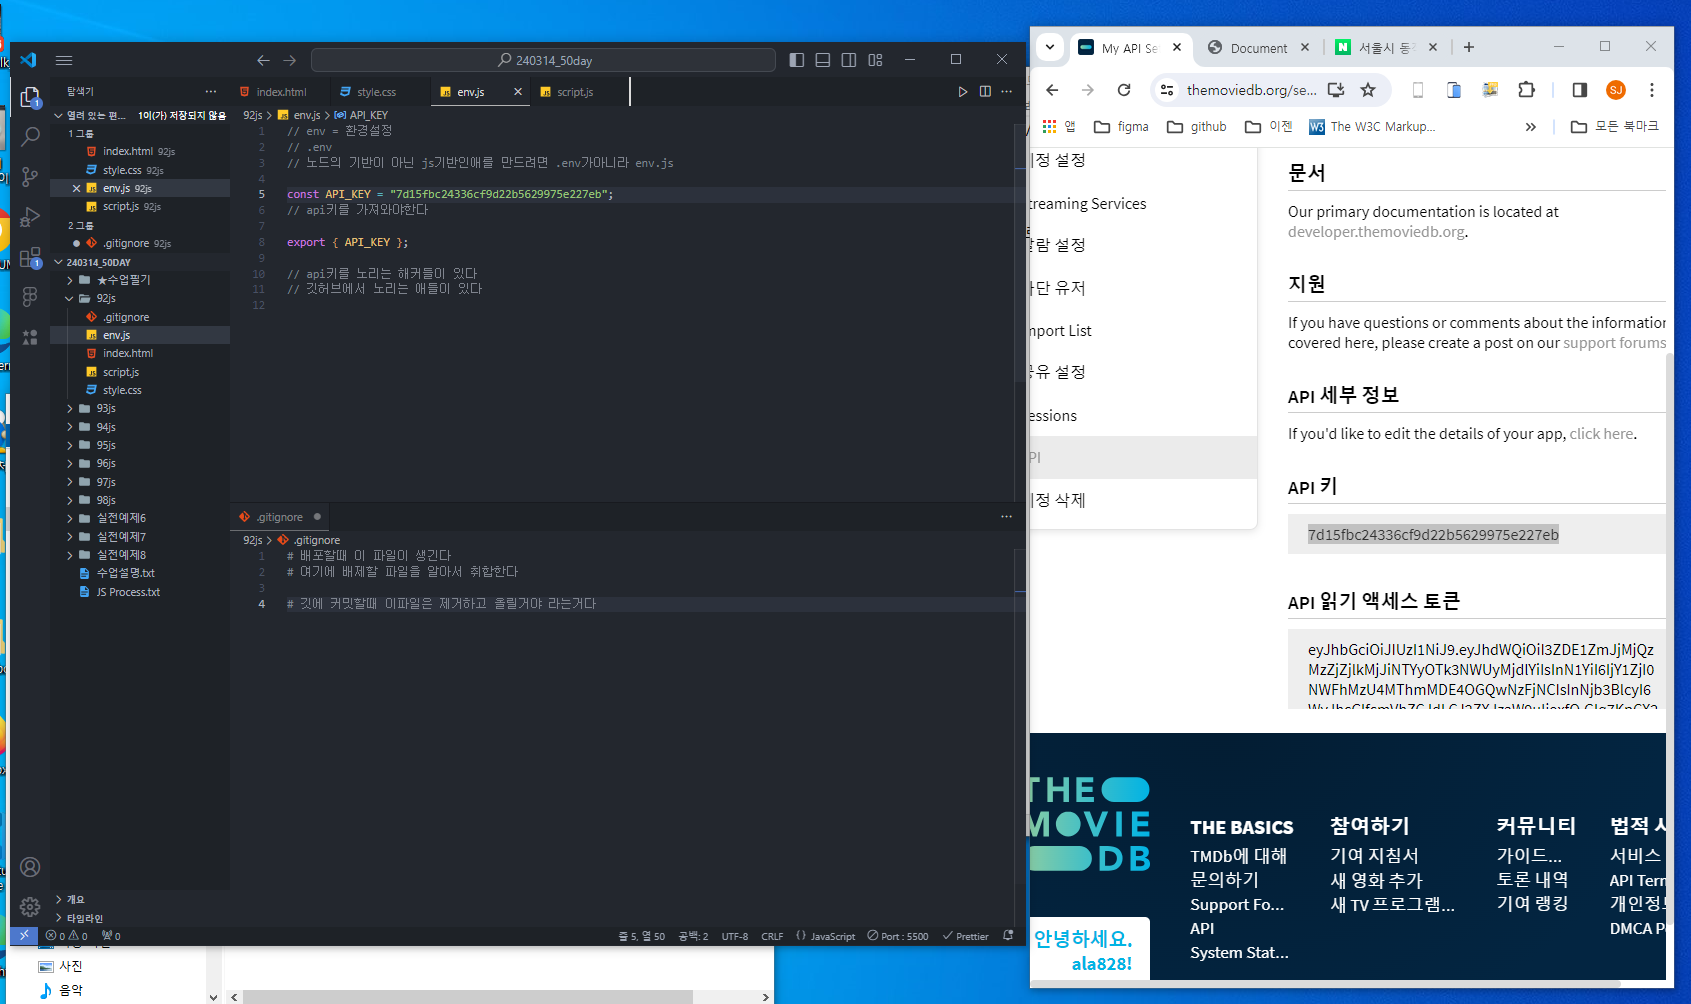 240314_50day
탐색기
열려 있는 편... 1이(가) 저장되지 않음
1 그룹
index.html 92js
style.css 92js
env.js 92js
script.js 92js
2 그룹
.gitignore 92js
240314_50DAY
★수업필기
92js
.gitignore
env.js
index.html
script.js
style.css
93js
94js
95js
96js
97js
98js
실전예제6
실전예제7
실전예제8
수업설명.txt
JS Process.txt
개요
타임라인
index.html
style.css
env.js
script.js
92js > env.js > API_KEY
1 // env = 환경설정
2 // .env
3 // 노드의 기반이 아닌 js기반인애를 만드려면 .env가아니라 env.js
4
5 const API_KEY = "7d15fbc24336cf9d22b5629975e227eb";
6 // api키를 가져와야한다
7
8 export { API_KEY };
9
10 // api키를 노리는 해커들이 있다
11 // 깃허브에서 노리는 애들이 있다
12
.gitignore
92js > .gitignore
1 # 배포할때 이 파일이 생긴다
2 # 여기에 배제할 파일을 알아서 취합한다
3
4 # 깃에 커밋할때 이파일은 제거하고 올릴거야 라는거다
0 0 0
줄 5, 열 50 공백: 2 UTF-8 CRLF JavaScript Port : 5500 Prettier
사진
음악
My API Se
Document
서울시 동
themoviedb.org/se...
SJ
앱
figma
github
이젠
The W3C Markup...
모든 북마크
정 설정
treaming Services
람 설정
단 유저
mport List
유 설정
essions
PI
정 삭제
문서
Our primary documentation is located at
developer.themoviedb.org.
지원
If you have questions or comments about the information
covered here, please create a post on our support forums
API 세부 정보
If you'd like to edit the details of your app, click here.
API 키
7d15fbc24336cf9d22b5629975e227eb
API 읽기 액세스 토큰
eyJhbGciOiJIUzI1NiJ9.eyJhdWQiOiI3ZDE1ZmJjMjQz
MzZjZjlkMjJiNTYyOTk3NWUyMjdlYiIsInN1YiI6IjY1ZjI0
NWFhMzU4MThmMDE4OGQwNzFjNCIsInNjb3BlcyI6
THE
MOVIE
DB
안녕하세요.
ala828!
THE BASICS
TMDb에 대해
문의하기
Support Fo...
API
System Stat...
참여하기
기여 지침서
새 영화 추가
새 TV 프로그램...
커뮤니티
가이드...
토론 내역
기여 랭킹
법적 사
서비스
API Tern
개인정보
DMCA P